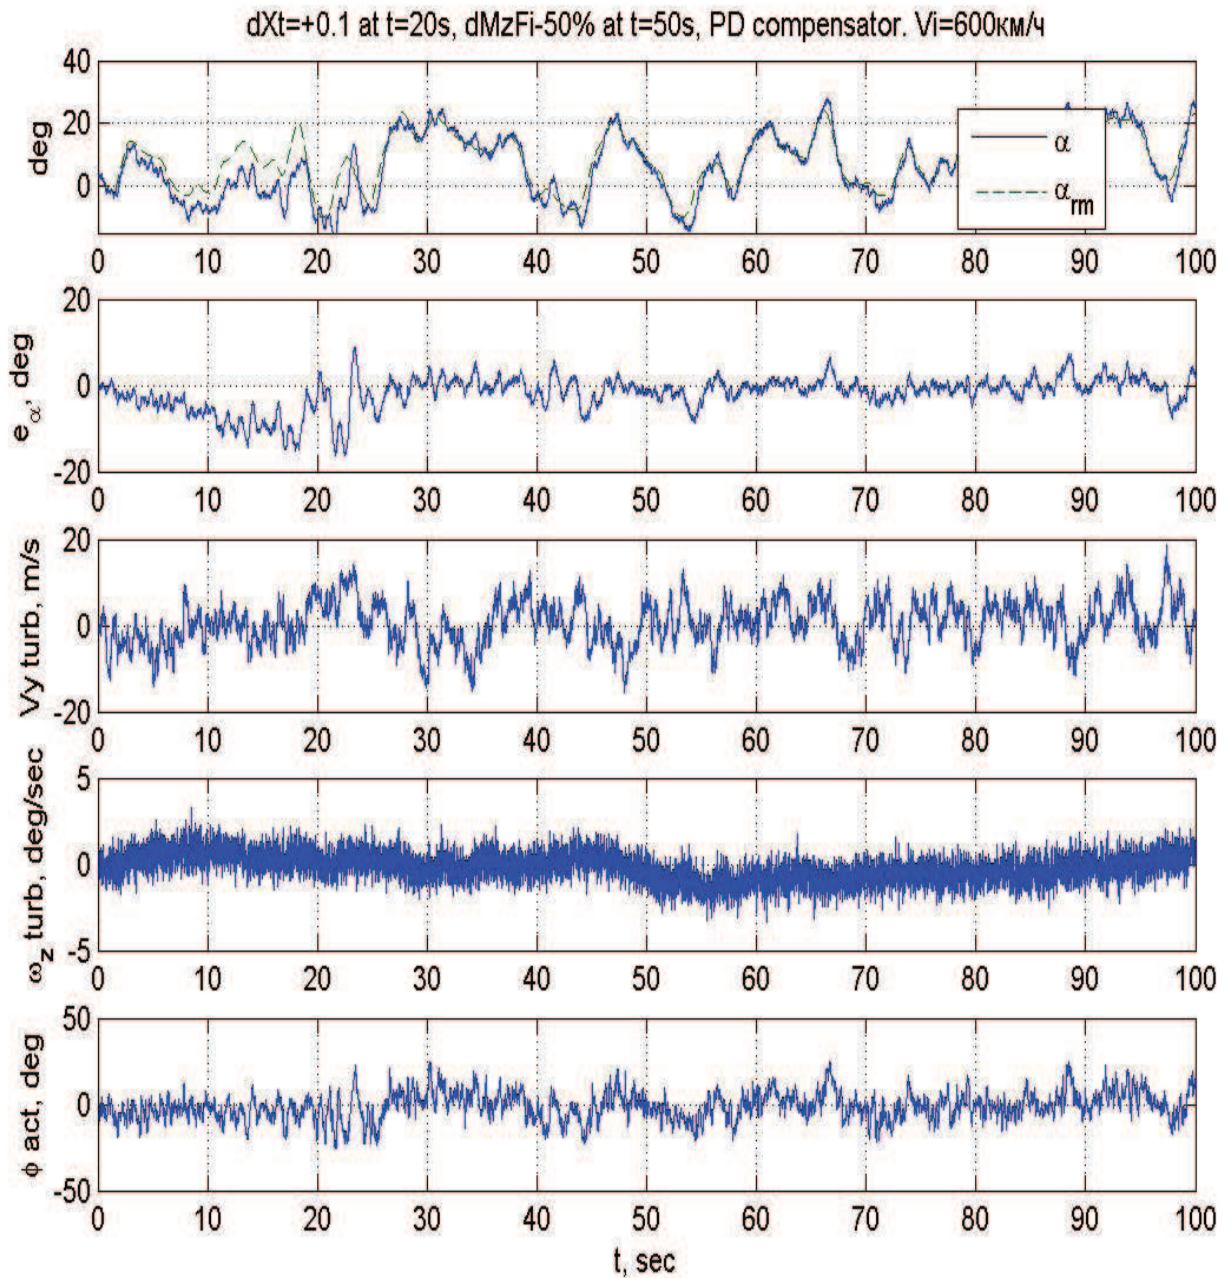 dXt=+0.1 at t=20s, dMzFi-50% at t=50s, PD compensator. Vi=600км/ч
40
20
0
deg
α
α_rm
0 10 20 30 40 50 60 70 80 90 100
20
0
-20
e_α, deg
0 10 20 30 40 50 60 70 80 90 100
20
0
-20
Vy turb, m/s
0 10 20 30 40 50 60 70 80 90 100
5
0
-5
ω_z turb, deg/sec
0 10 20 30 40 50 60 70 80 90 100
50
0
-50
ϕ act, deg
0 10 20 30 40 50 60 70 80 90 100
t, sec